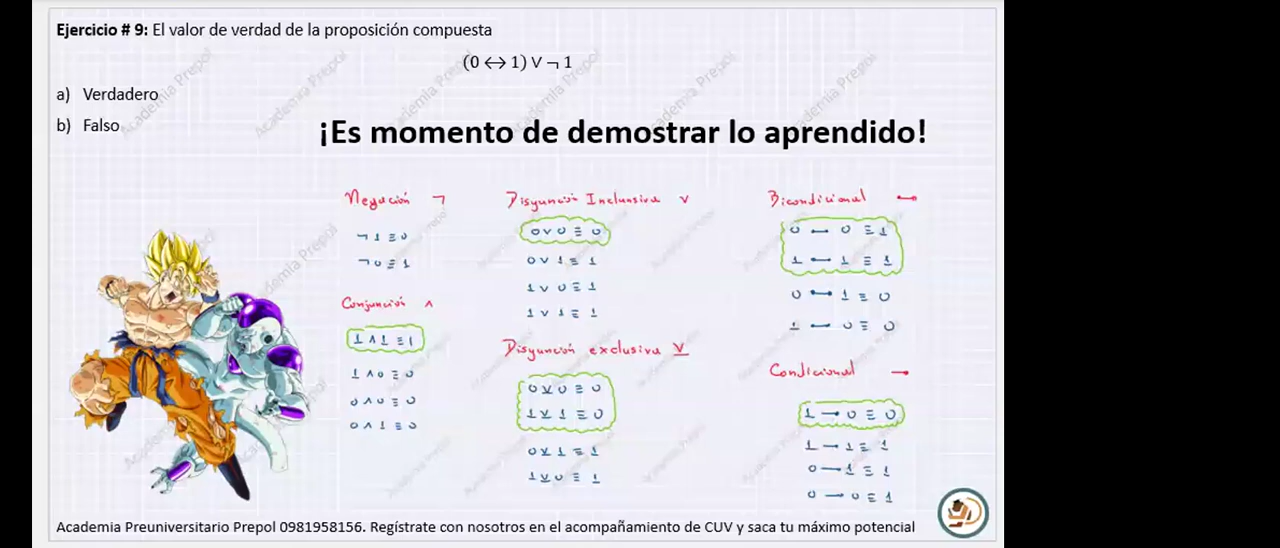 Ejercicio # 9: El valor de verdad de la proposición compuesta
(0 ↔ 1) ∨ ¬ 1
a) Verdadero
b) Falso
¡Es momento de demostrar lo aprendido!
Negación ¬
¬ 1 ≡ 0
¬ 0 ≡ 1
Conjunción ∧
1 ∧ 1 ≡ 1
1 ∧ 0 ≡ 0
0 ∧ 0 ≡ 0
0 ∧ 1 ≡ 0
Disyunción Inclusiva ∨
0 ∨ 0 ≡ 0
0 ∨ 1 ≡ 1
1 ∨ 0 ≡ 1
1 ∨ 1 ≡ 1
Disyunción exclusiva ⊻
0 ⊻ 0 ≡ 0
1 ⊻ 1 ≡ 0
0 ⊻ 1 ≡ 1
1 ⊻ 0 ≡ 1
Bicondicional ↔
0 ↔ 0 ≡ 1
1 ↔ 1 ≡ 1
0 ↔ 1 ≡ 0
1 ↔ 0 ≡ 0
Condicional →
1 → 0 ≡ 0
1 → 1 ≡ 1
0 → 1 ≡ 1
0 → 0 ≡ 1
Academia Preuniversitario Prepol 0981958156. Regístrate con nosotros en el acompañamiento de CUV y saca tu máximo potencial